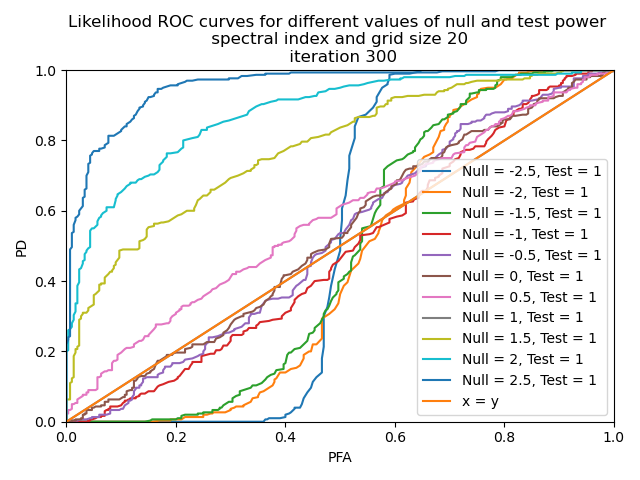 Likelihood ROC curves for different values of null and test power
spectral index and grid size 20
iteration 300
PD
1.0
0.8
0.6
0.4
0.2
0.0
0.0 0.2 0.4 0.6 0.8 1.0
PFA
Null = -2.5, Test = 1
Null = -2, Test = 1
Null = -1.5, Test = 1
Null = -1, Test = 1
Null = -0.5, Test = 1
Null = 0, Test = 1
Null = 0.5, Test = 1
Null = 1, Test = 1
Null = 1.5, Test = 1
Null = 2, Test = 1
Null = 2.5, Test = 1
x = y